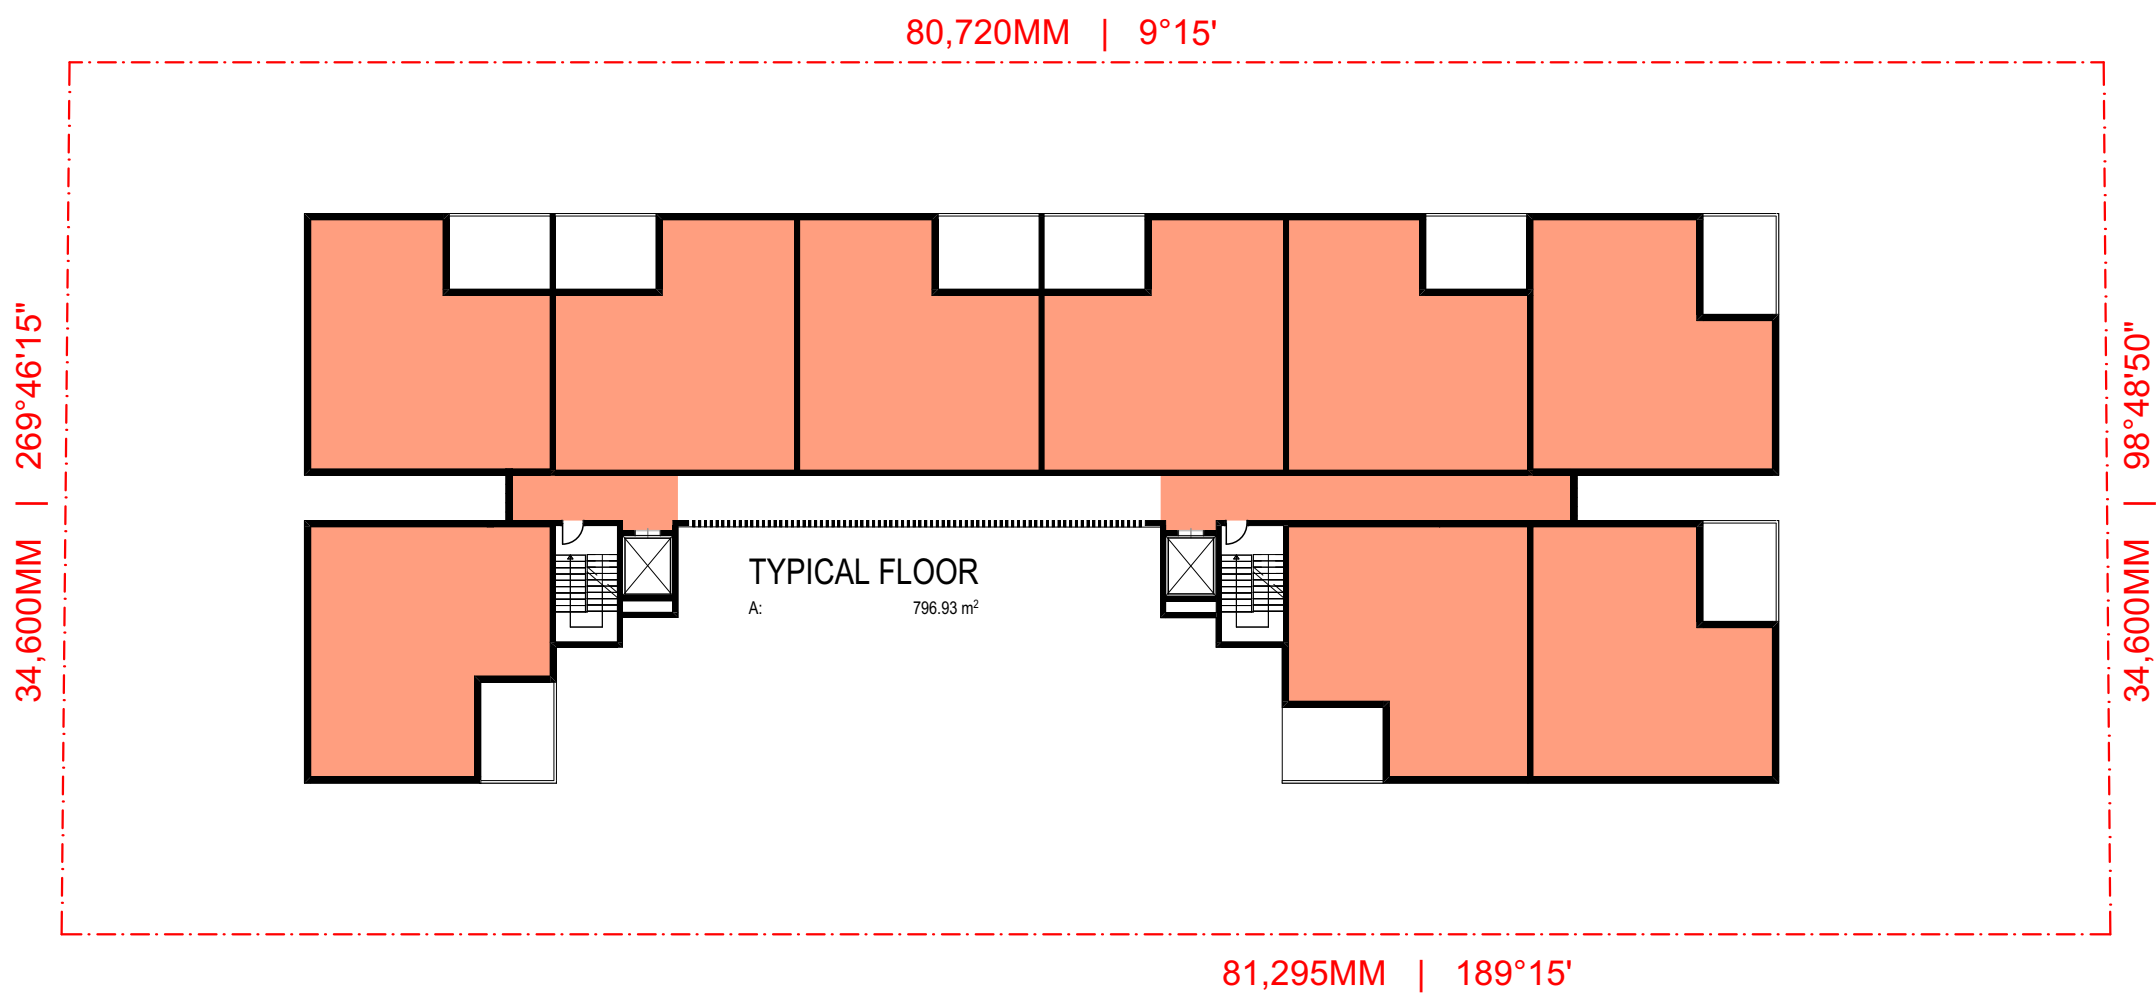 80,720MM | 9°15'
34,600MM | 269°46'15"
34,600MM | 98°48'50"
TYPICAL FLOOR
A: 796.93 m²
81,295MM | 189°15'